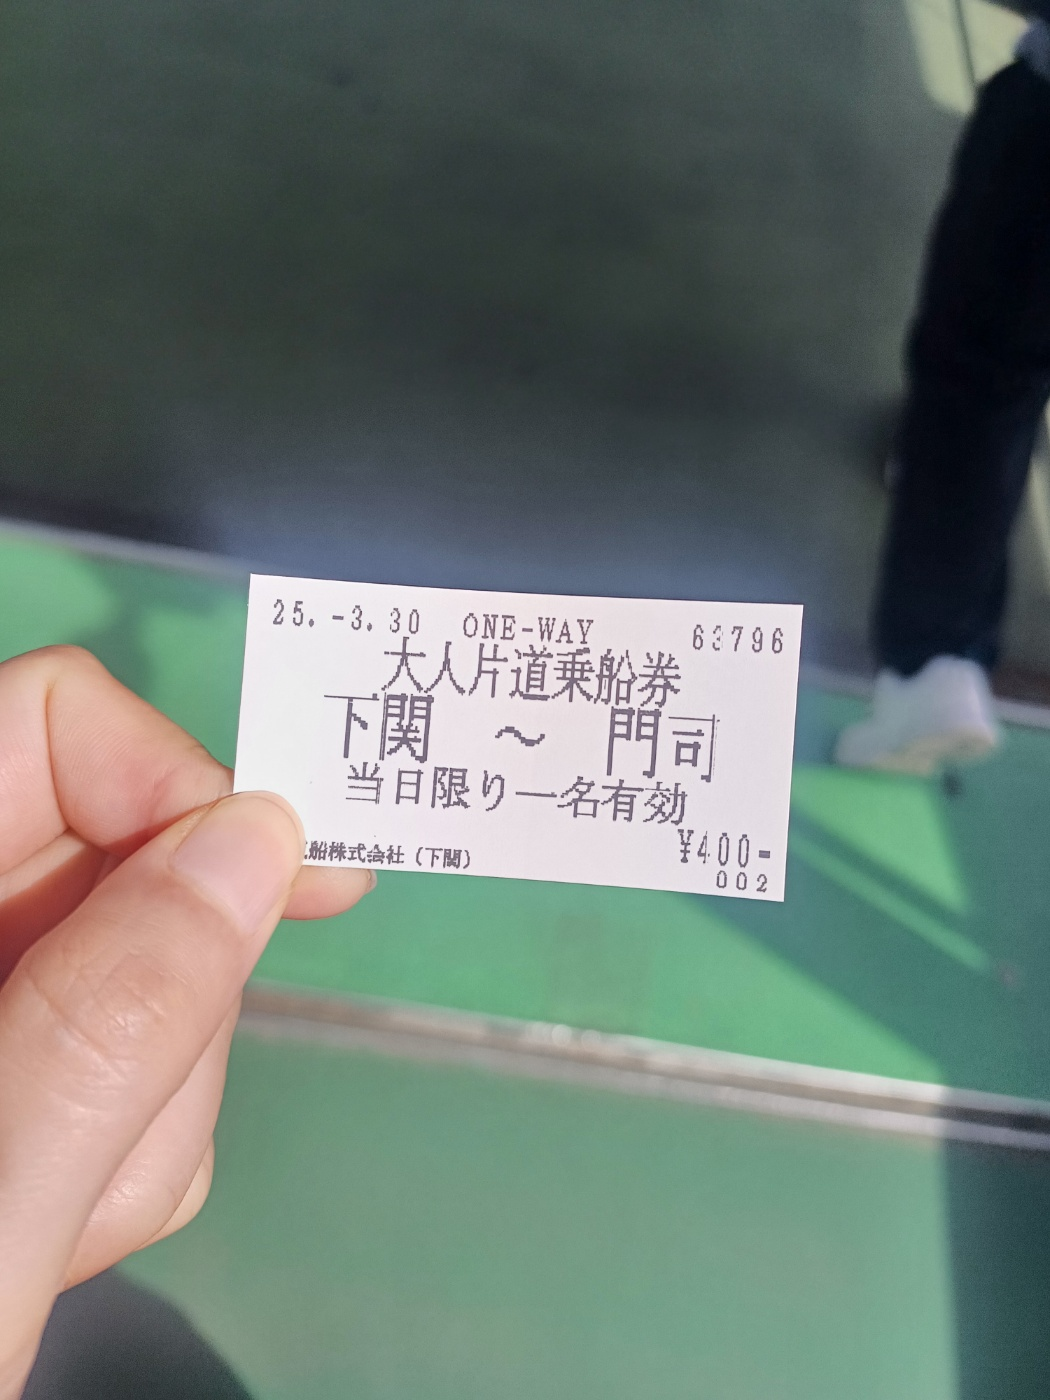 25.-3.30 ONE-WAY 63796
大人片道乗船券
下関 ～ 門司
当日限り一名有効
¥400-
船株式会社（下関）
002